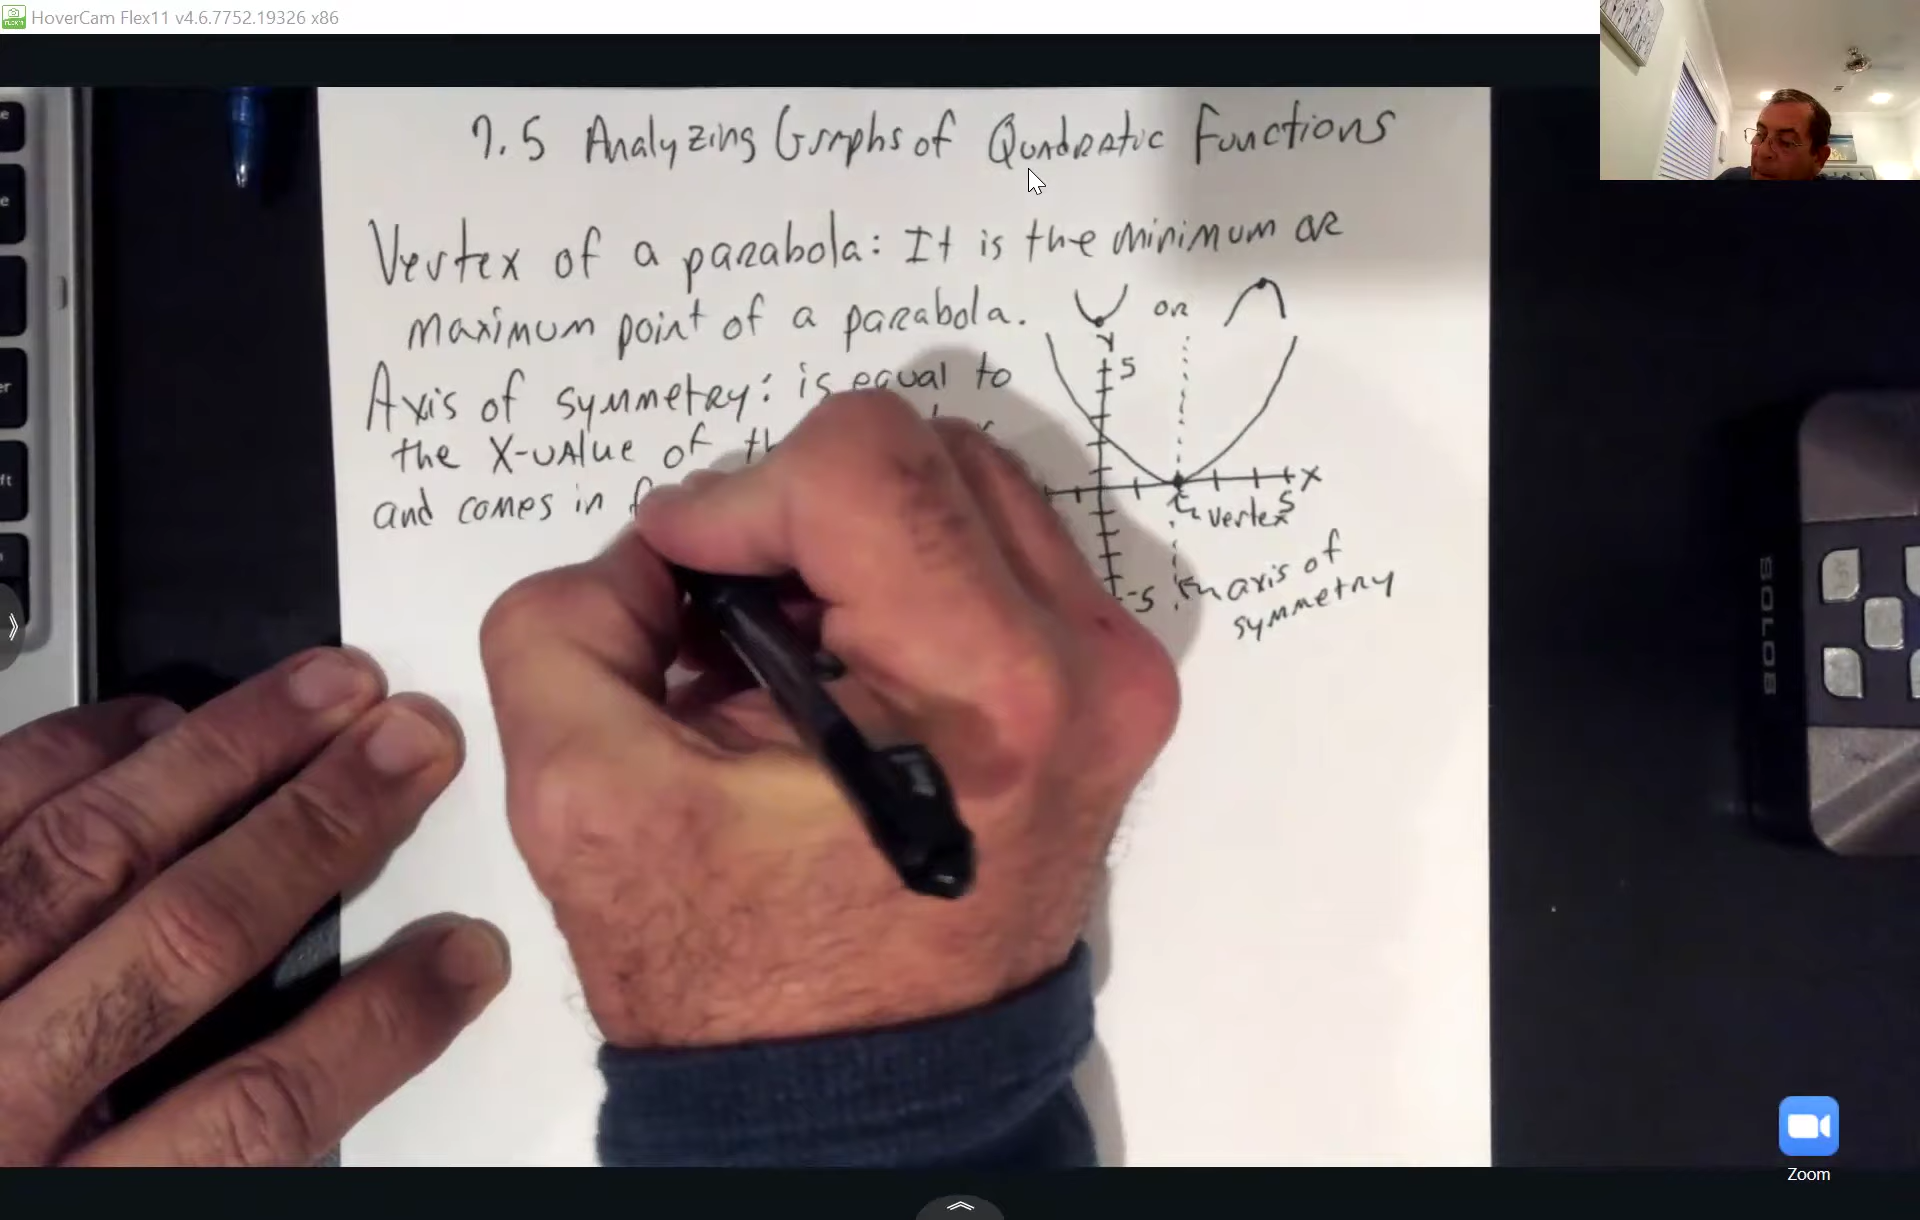 HoverCam Flex11 v4.6.7752.19326 x86
7.5 Analyzing Graphs of Quadratic Functions
Vertex of a parabola: It is the minimum or
maximum point of a parabola.
or
Axis of symmetry: is equal to
the X-value of
and comes in
Y
5
X
5
vertex
-5
axis of
symmetry
SOLOS
Zoom